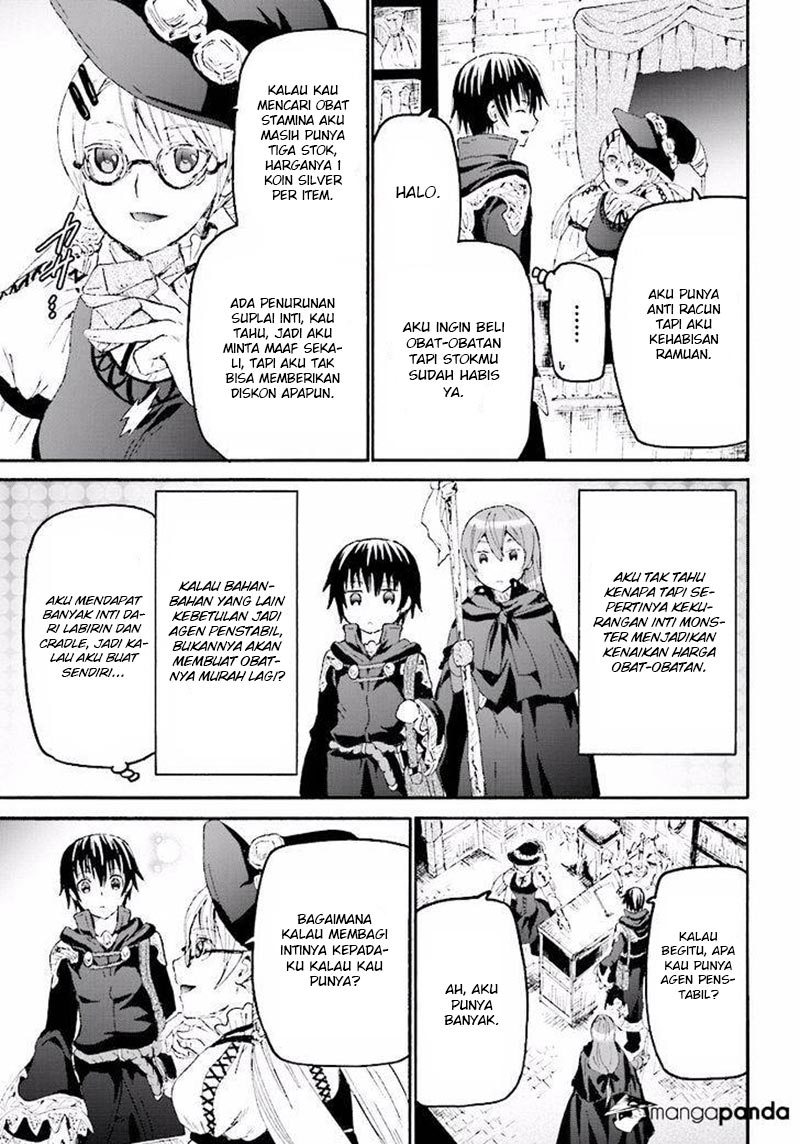 HALO.
AKU PUNYA
ANTI RACUN
TAPI AKU
KEHABISAN
RAMUAN.
........
AKU INGIN BELI
OBAT-OBATAN
TAPI STOKMU
SUDAH HABIS
YA.
KALAU KAU
MENCARI OBAT
STAMINA AKU
MASIH PUNYA
TIGA STOK,
HARGANYA 1
KOIN SILVER
PER ITEM.
ADA PENURUNAN
SUPLAI INTI, KAU
TAHU, JADI AKU
MINTA MAAF SEKA-
LI, TAPI AKU TAK
BISA MEMBERIKAN
DISKON APAPUN.
AKU TAK TAHU
KENAPA TAPI SE-
PERTINYA KEKU-
RANGAN INTI MONS-
TER MENJADIKAN
KENAIKAN HARGA
OBAT-OBATAN.
KALAU BAHAN-
BAHAN YANG LAIN
KEBETULAN JADI
AGEN PENSTABIL,
BUKANNYA AKAN
MEMBUAT OBAT-
NYA MURAH LAGI?
AKU MENDAPAT
BANYAK INTI DA-
RI LABIRIN DAN
CRADLE, JADI KA-
LAU AKU BUAT
SENDIRI...
KALAU
BEGITU, APA
KAU PUNYA
AGEN PENS-
TABIL?
AH, AKU
PUNYA
BANYAK.
BAGAIMANA
KALAU MEMBAGI
INTINYA KEPADA-
KU KALAU KAU
PUNYA?
mangapanda